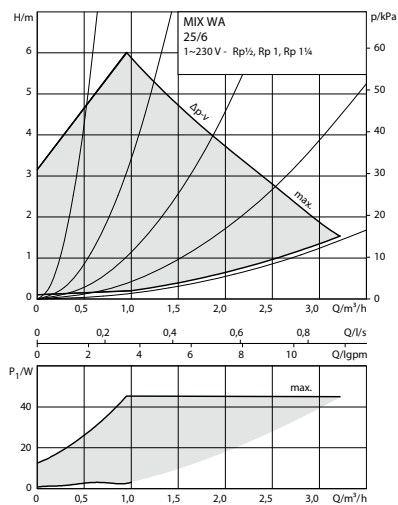 H/m
MIX WA
25/6
1~230 V - Rp½, Rp 1, Rp 1¼
p/kPa
6
5
4
3
2
1
0
60
50
40
30
20
10
0
Δp-v
max.
0 0,5 1,0 1,5 2,0 2,5 3,0 Q/m³/h
0 0,2 0,4 0,6 0,8 Q/l/s
0 2 4 6 8 10 Q/lgpm
P₁/W
max.
40
20
0
0 0,5 1,0 1,5 2,0 2,5 3,0 Q/m³/h